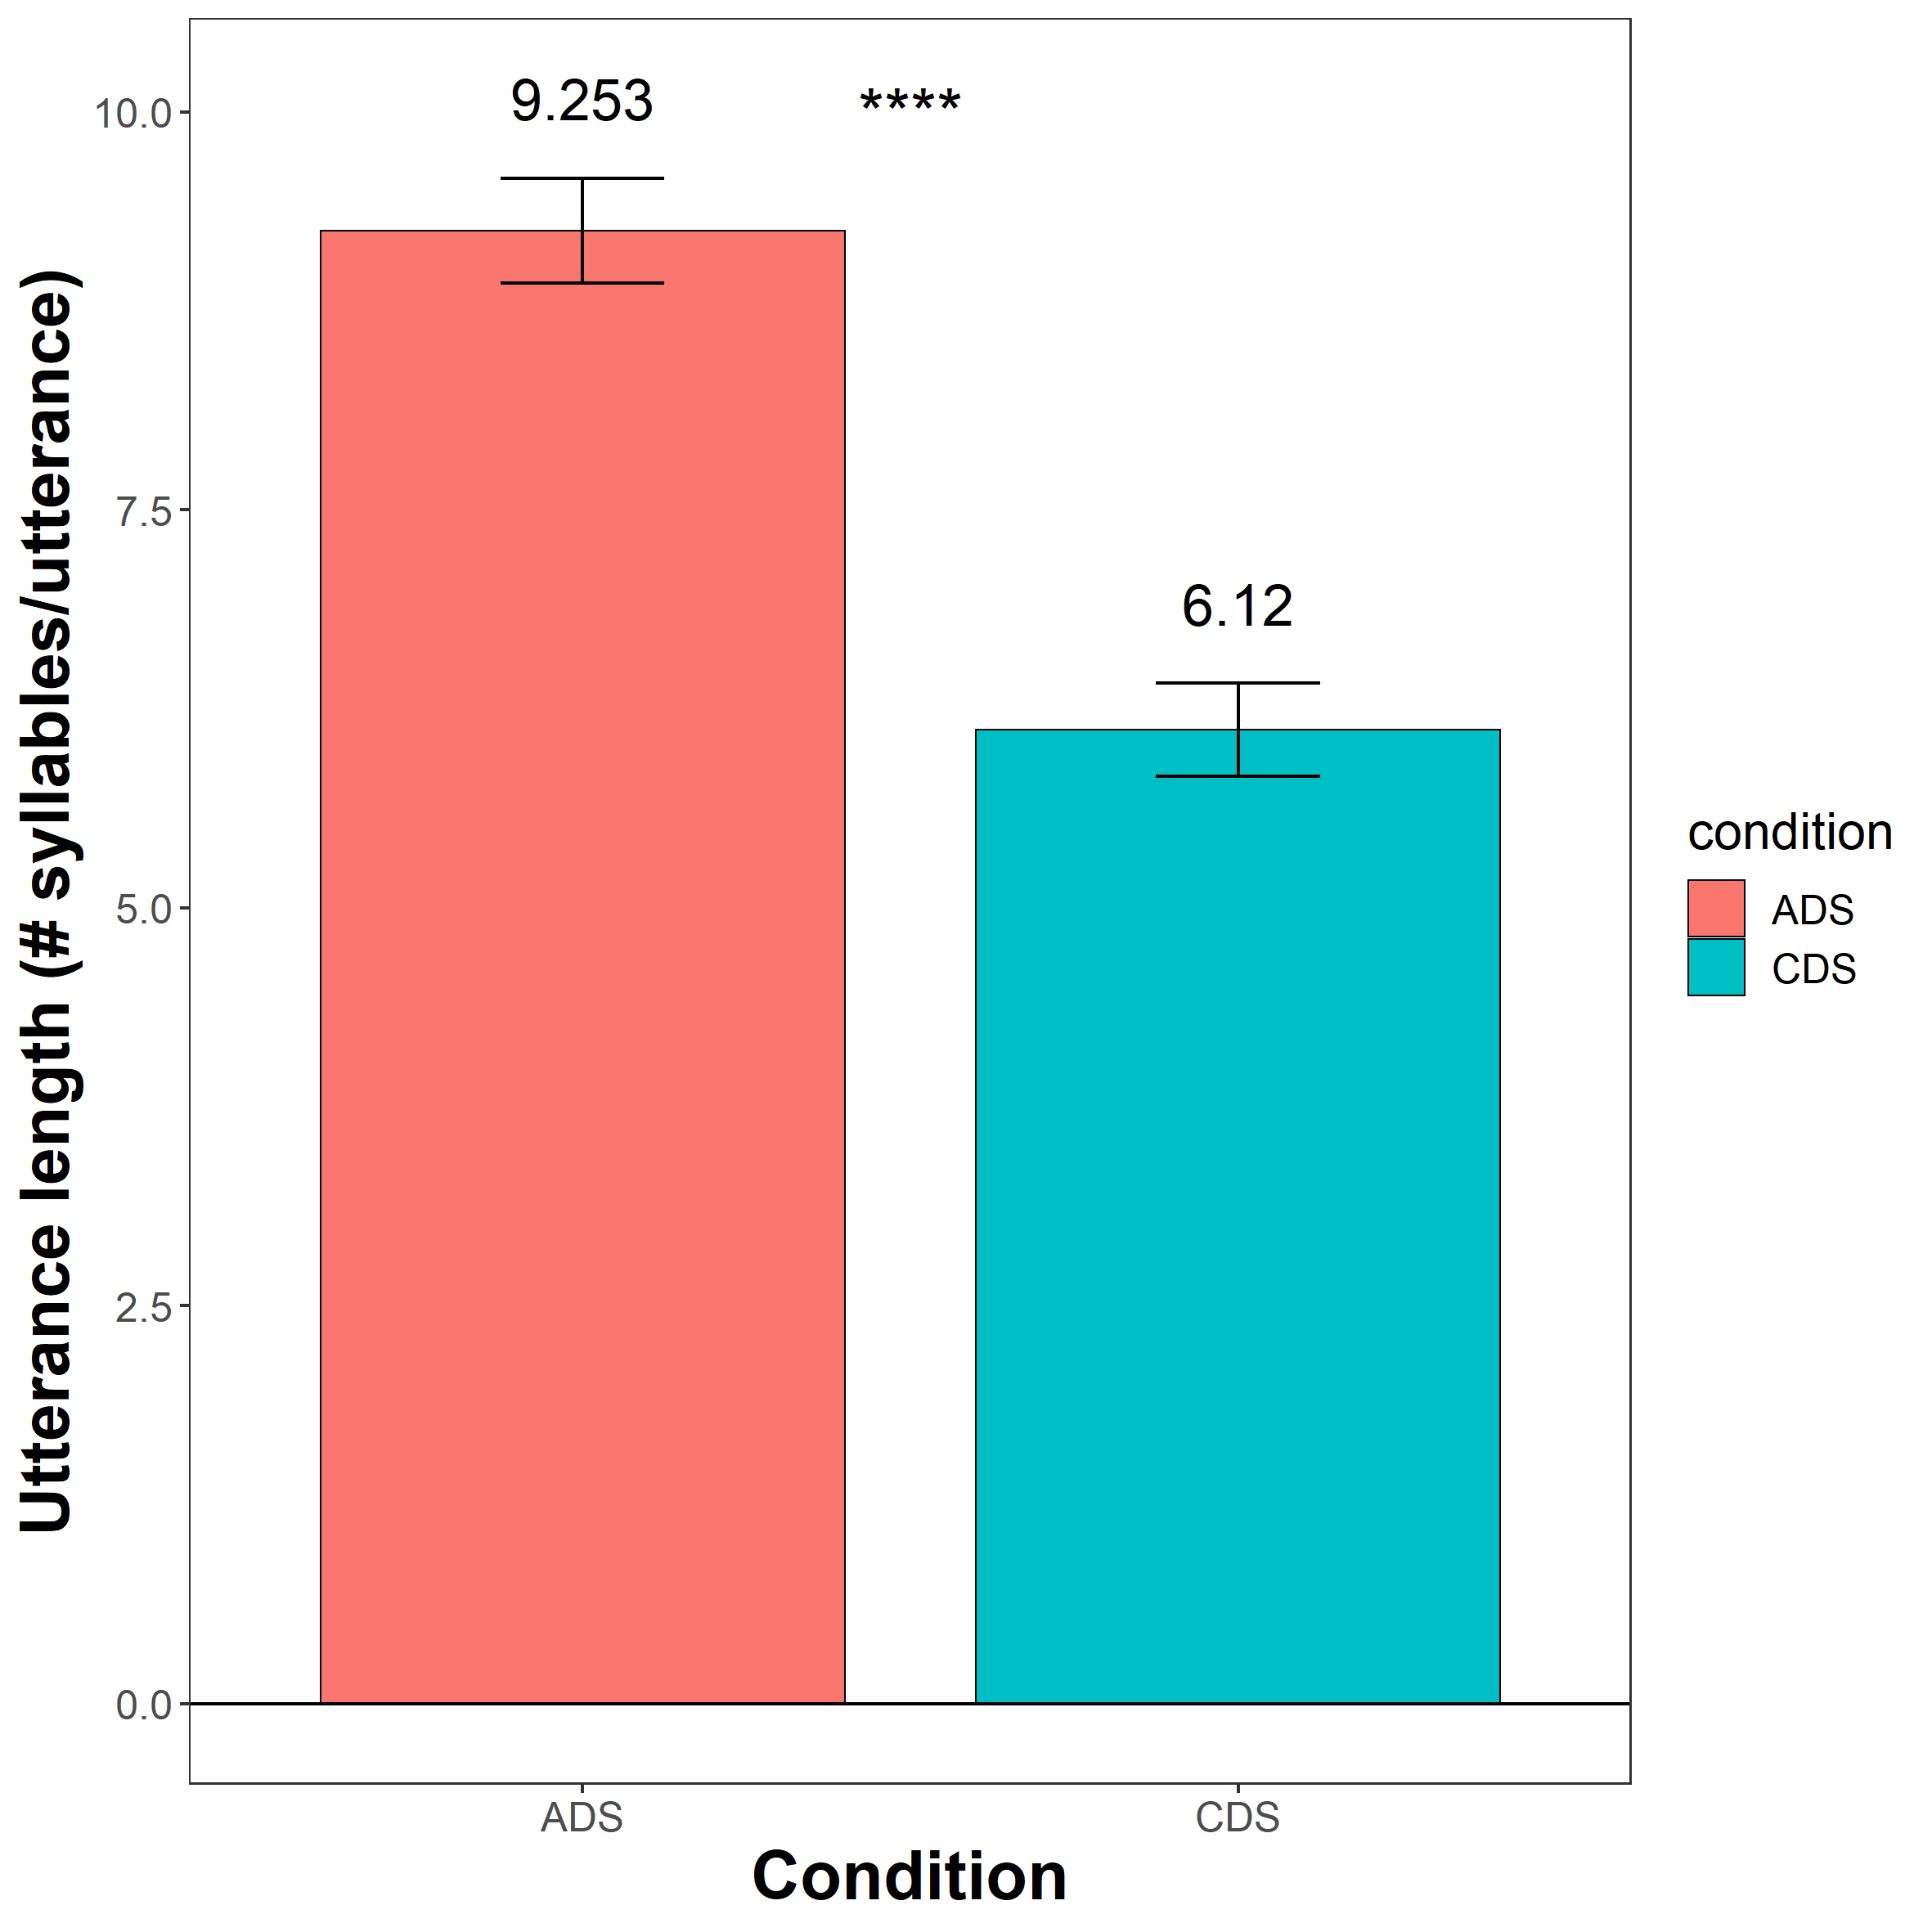 Utterance length (# syllables/utterance)
10.0
7.5
5.0
2.5
0.0
9.253
****
6.12
ADS
CDS
Condition
condition
ADS
CDS